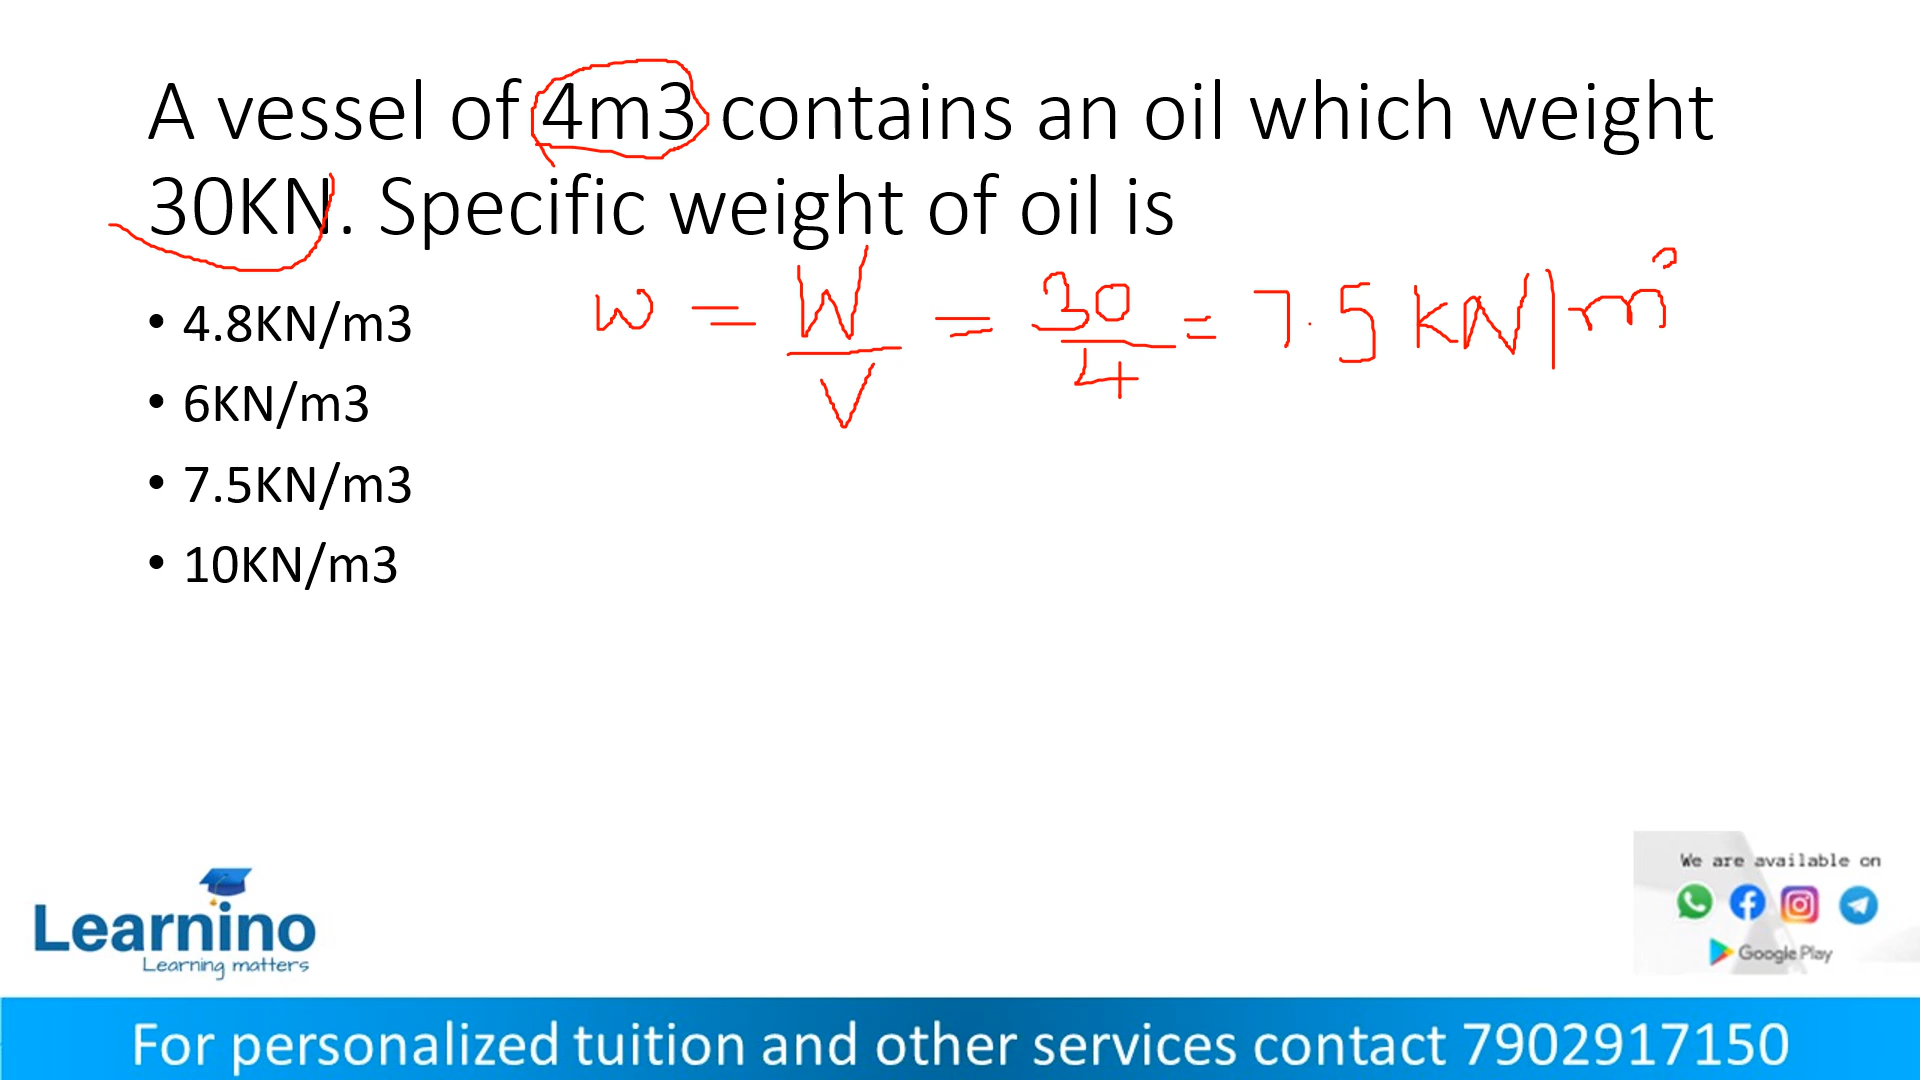 A vessel of 4m3 contains an oil which weight
30KN. Specific weight of oil is
w = W/V = 30/4 = 7.5 KN/m³
• 4.8KN/m3
• 6KN/m3
• 7.5KN/m3
• 10KN/m3
We are available on
Google Play
Learnino
Learning matters
For personalized tuition and other services contact 7902917150